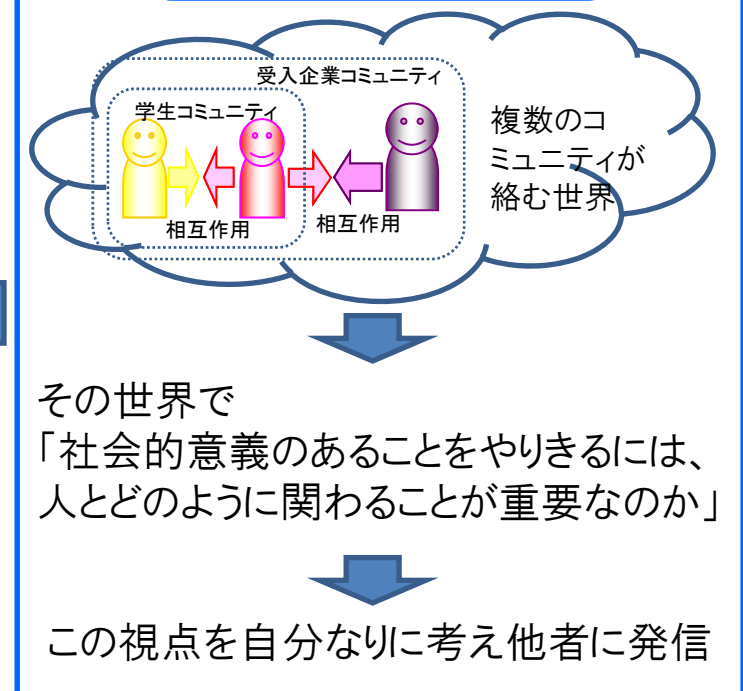 受入企業コミュニティ
学生コミュニティ
複数のコ
ミュニティが
絡む世界
相互作用
相互作用
その世界で
「社会的意義のあることをやりきるには、
人とどのように関わることが重要なのか」
この視点を自分なりに考え他者に発信